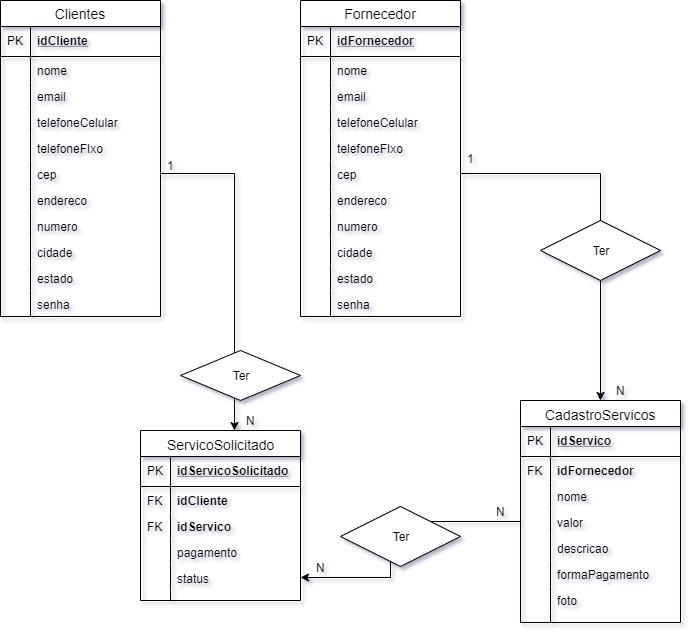 Clientes
PK idCliente
nome
email
telefoneCelular
telefoneFIxo
cep
endereco
numero
cidade
estado
senha
Fornecedor
PK idFornecedor
nome
email
telefoneCelular
telefoneFIxo
cep
endereco
numero
cidade
estado
senha
1
1
Ter
Ter
N
N
ServicoSolicitado
PK idServicoSolicitado
FK idCliente
FK idServico
pagamento
status
CadastroServicos
PK idServico
FK idFornecedor
nome
valor
descricao
formaPagamento
foto
N
Ter
N